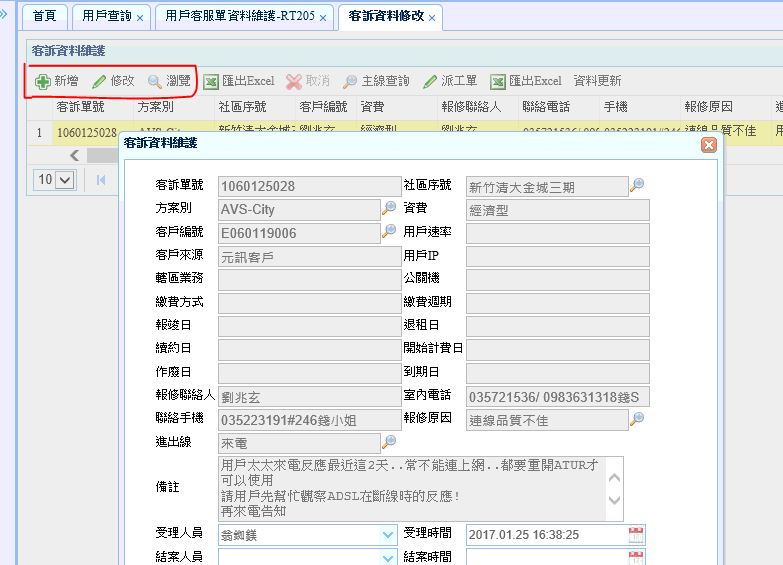 首頁 用戶查詢 × 用戶客服單資料維護-RT205 × 客訴資料修改 ×
客訴資料維護
新增 修改 瀏覽 匯出Excel 取消 主線查詢 派工單 匯出Excel 資料更新
客訴單號 方案別 社區序號 客戶編號 資費 報修聯絡人 聯絡電話 手機 報修原因
1 1060125028 AVS-City 劉兆玄 經濟型 劉兆玄 連線品質不佳
10
客訴資料維護
客訴單號 1060125028 社區序號 新竹清大金城三期
方案別 AVS-City 資費 經濟型
客戶編號 E060119006 用戶速率
客戶來源 元訊客戶 用戶IP
轄區業務 公關機
繳費方式 繳費週期
報竣日 退租日
續約日 開始計費日
作廢日 到期日
報修聯絡人 劉兆玄 室內電話 035721536/ 0983631318錢S
聯絡手機 035223191#246錢小姐 報修原因 連線品質不佳
進出線 來電
備註 用戶太太來電反應最近這2天..常不能連上網..都要重開ATUR才
可以使用
請用戶先幫忙觀察ADSL在斷線時的反應!
再來電告知
受理人員 受理時間 2017.01.25 16:38:25
結案人員 結案時間